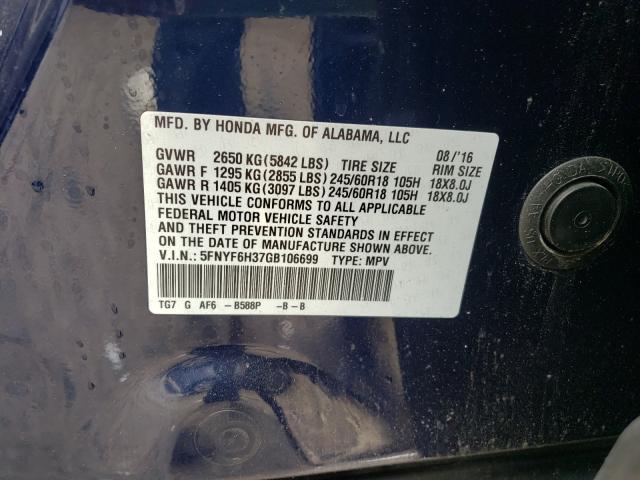 MFD. BY HONDA MFG. OF ALABAMA, LLC 08/'16
GVWR 2650 KG (5842 LBS) TIRE SIZE RIM SIZE
GAWR F 1295 KG (2855 LBS) 245/60R18 105H 18X8.0J
GAWR R 1405 KG (3097 LBS) 245/60R18 105H 18X8.0J
THIS VEHICLE CONFORMS TO ALL APPLICABLE
FEDERAL MOTOR VEHICLE SAFETY
AND THEFT PREVENTION STANDARDS IN EFFECT
ON THE DATE OF MANUFACTURE SHOWN ABOVE.
V.I.N.: 5FNYF6H37GB106699 TYPE: MPV
TG7 G AF6 -B588P -B-B